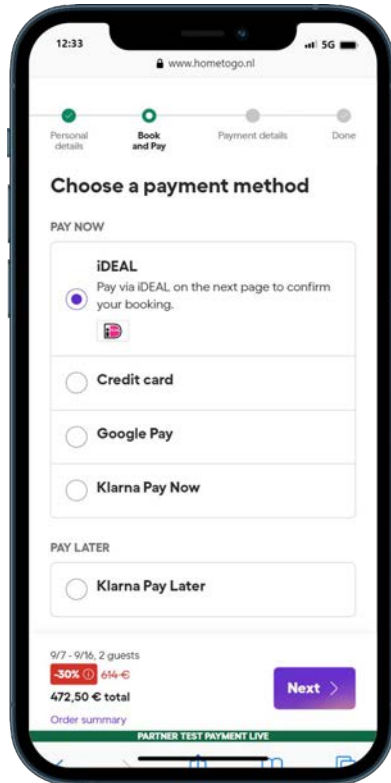 12:33
5G
www.hometogo.nl
Personal
details
Book
and Pay
Payment details
Done
Choose a payment method
PAY NOW
iDEAL
Pay via iDEAL on the next page to confirm
your booking.
Credit card
Google Pay
Klarna Pay Now
PAY LATER
Klarna Pay Later
9/7 - 9/16, 2 guests
-30% 614 €
472,50 € total
Next
Order summary
PARTNER TEST PAYMENT LIVE